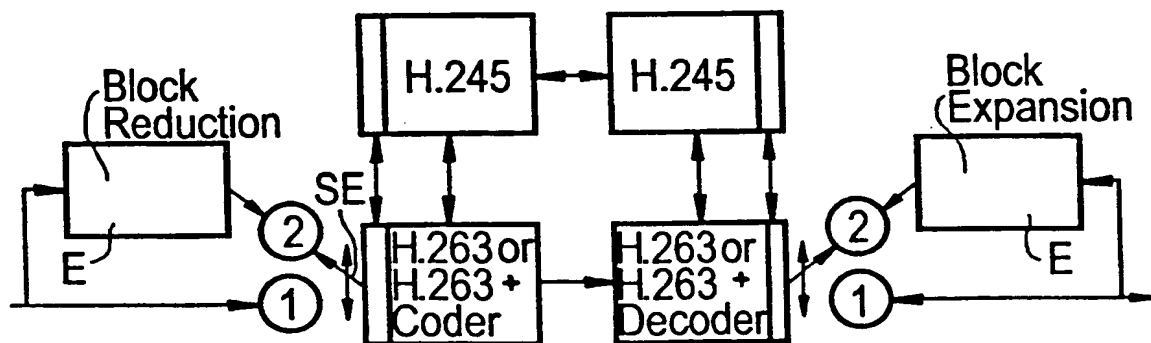 Block
Reduction
E
2
1
SE
H.245
H.245
H.263 or
H.263 +
Coder
H.263 or
H.263 +
Decoder
Block
Expansion
E
2
1